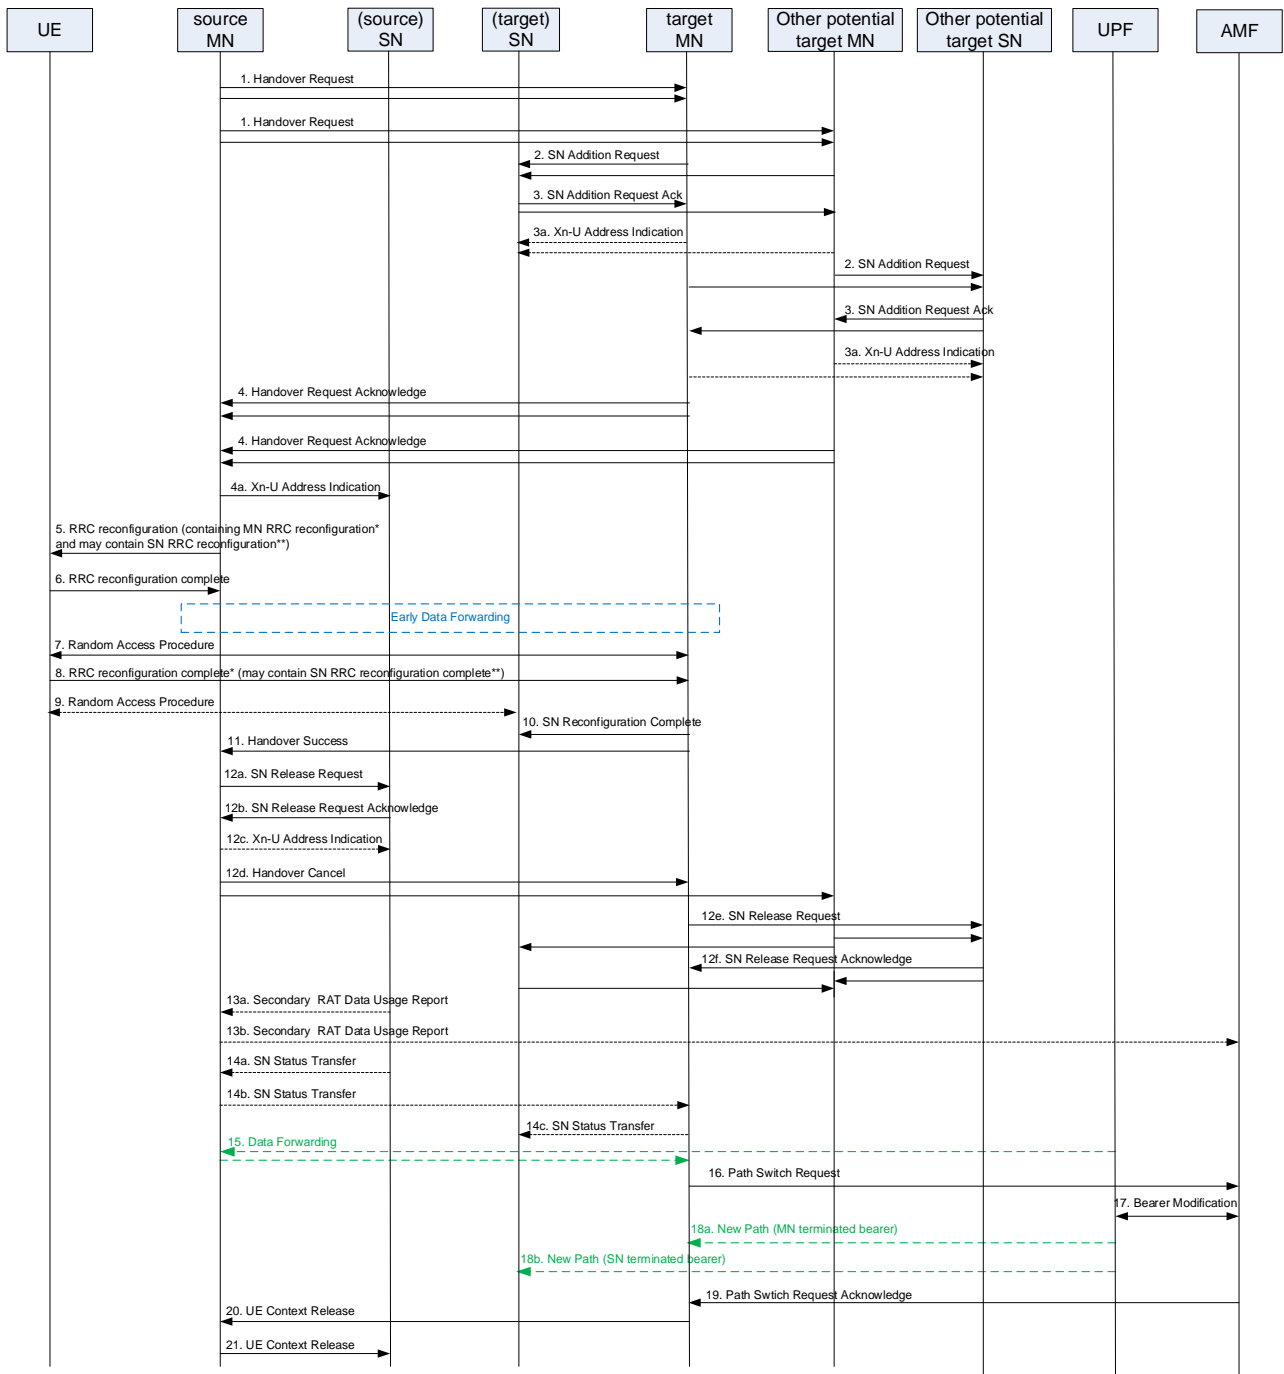 UE
source
MN
(source)
SN
(target)
SN
target
MN
Other potential
target MN
Other potential
target SN
UPF
AMF
1. Handover Request
1. Handover Request
2. SN Addition Request
3. SN Addition Request Ack
3a. Xn-U Address Indication
2. SN Addition Request
3. SN Addition Request Ack
3a. Xn-U Address Indication
4. Handover Request Acknowledge
4. Handover Request Acknowledge
4a. Xn-U Address Indication
5. RRC reconfiguration (containing MN RRC reconfiguration*
and may contain SN RRC reconfiguration**)
6. RRC reconfiguration complete
Early Data Forwarding
7. Random Access Procedure
8. RRC reconfiguration complete* (may contain SN RRC reconfiguration complete**)
9. Random Access Procedure
10. SN Reconfiguration Complete
11. Handover Success
12a. SN Release Request
12b. SN Release Request Acknowledge
12c. Xn-U Address Indication
12d. Handover Cancel
12e. SN Release Request
12f. SN Release Request Acknowledge
13a. Secondary RAT Data Usage Report
13b. Secondary RAT Data Usage Report
14a. SN Status Transfer
14b. SN Status Transfer
14c. SN Status Transfer
15. Data Forwarding
16. Path Switch Request
17. Bearer Modification
18a. New Path (MN terminated bearer)
18b. New Path (SN terminated bearer)
19. Path Swtich Request Acknowledge
20. UE Context Release
21. UE Context Release